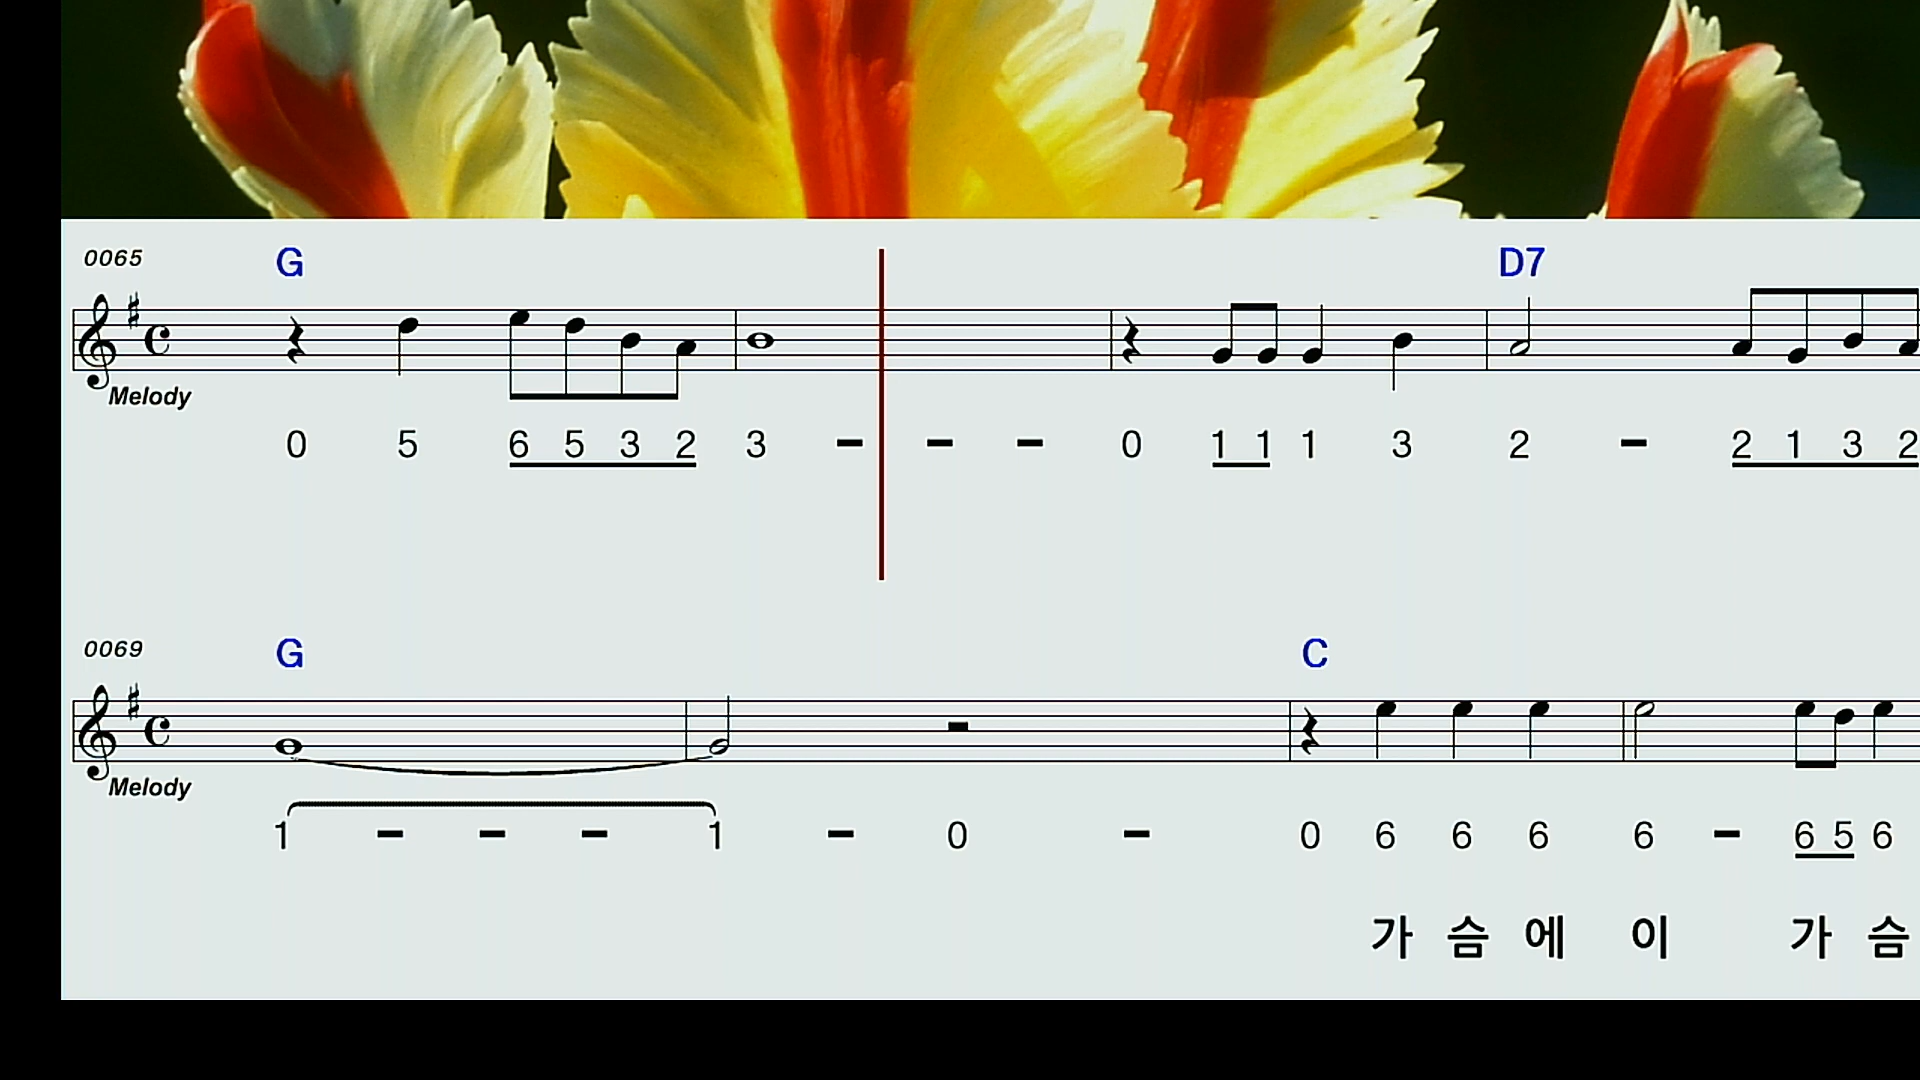 0065 G D7
Melody
0 5 6 5 3 2 3 - - - 0 1 1 1 3 2 - 2 1 3 2
0069 G C
Melody
1 - - - 1 - 0 - 0 6 6 6 6 - 6 5 6
가 슴 에 이 가 슴